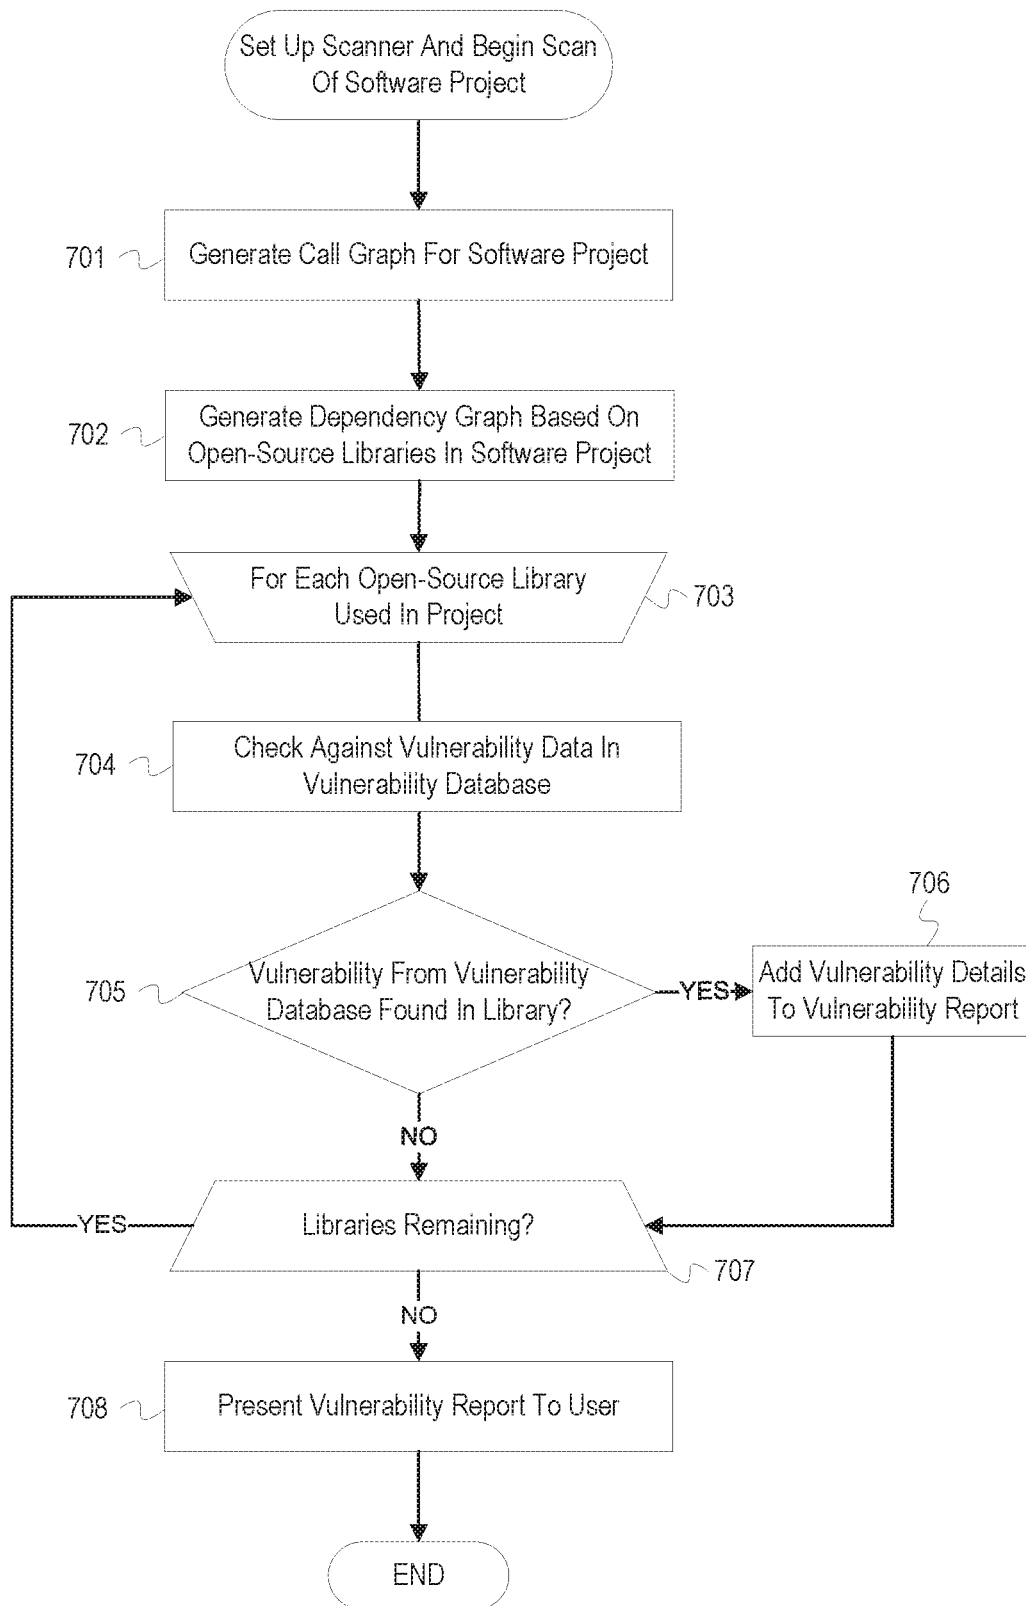 Set Up Scanner And Begin Scan
Of Software Project
701
Generate Call Graph For Software Project
702
Generate Dependency Graph Based On
Open-Source Libraries In Software Project
For Each Open-Source Library
Used In Project
703
704
Check Against Vulnerability Data In
Vulnerability Database
705
Vulnerability From Vulnerability
Database Found In Library?
YES
706
Add Vulnerability Details
To Vulnerability Report
NO
YES
Libraries Remaining?
707
NO
708
Present Vulnerability Report To User
END